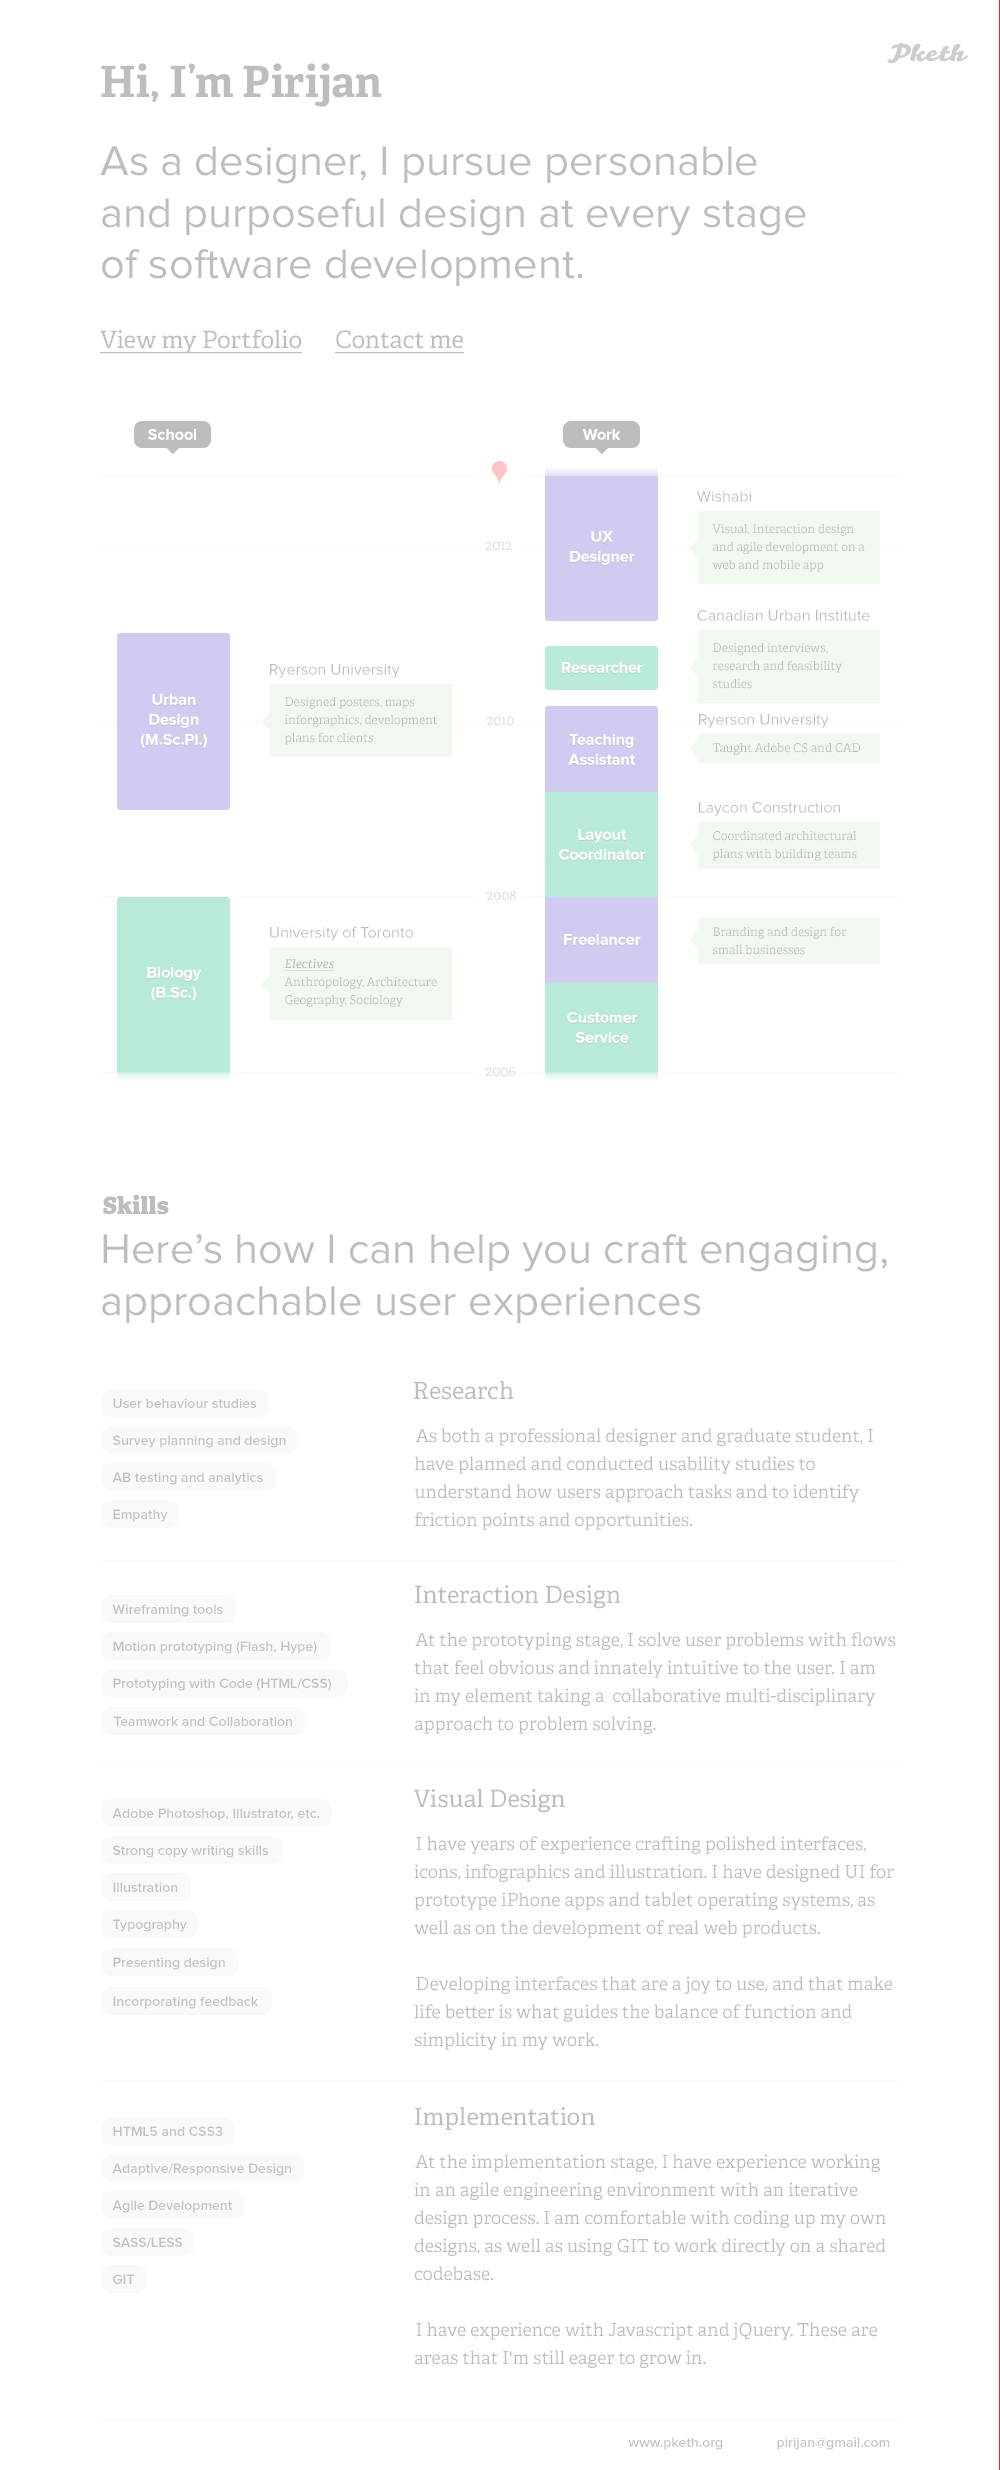 Pketh
Hi, I'm Pirijan
As a designer, I pursue personable
and purposeful design at every stage
of software development.
View my Portfolio Contact me
School
Work
2012
2010
2008
2006
Urban
Design
(M.Sc.Pl.)
Ryerson University
Designed posters, maps
inforgraphics, development
plans for clients
Biology
(B.Sc.)
University of Toronto
Electives
Anthropology, Architecture
Geography, Sociology
UX
Designer
Wishabi
Visual, Interaction design
and agile development on a
web and mobile app
Researcher
Canadian Urban Institute
Designed interviews,
research and feasibility
studies
Teaching
Assistant
Ryerson University
Taught Adobe CS and CAD
Layout
Coordinator
Laycon Construction
Coordinated architectural
plans with building teams
Freelancer
Branding and design for
small businesses
Customer
Service
Skills
Here's how I can help you craft engaging,
approachable user experiences
User behaviour studies
Survey planning and design
AB testing and analytics
Empathy
Research
As both a professional designer and graduate student, I
have planned and conducted usability studies to
understand how users approach tasks and to identify
friction points and opportunities.
Wireframing tools
Motion prototyping (Flash, Hype)
Prototyping with Code (HTML/CSS)
Teamwork and Collaboration
Interaction Design
At the prototyping stage, I solve user problems with flows
that feel obvious and innately intuitive to the user. I am
in my element taking a collaborative multi-disciplinary
approach to problem solving.
Adobe Photoshop, Illustrator, etc.
Strong copy writing skills
Illustration
Typography
Presenting design
Incorporating feedback
Visual Design
I have years of experience crafting polished interfaces,
icons, infographics and illustration. I have designed UI for
prototype iPhone apps and tablet operating systems, as
well as on the development of real web products.
Developing interfaces that are a joy to use, and that make
life better is what guides the balance of function and
simplicity in my work.
HTML5 and CSS3
Adaptive/Responsive Design
Agile Development
SASS/LESS
GIT
Implementation
At the implementation stage, I have experience working
in an agile engineering environment with an iterative
design process. I am comfortable with coding up my own
designs, as well as using GIT to work directly on a shared
codebase.
I have experience with Javascript and jQuery. These are
areas that I'm still eager to grow in.
www.pketh.org pirijan@gmail.com